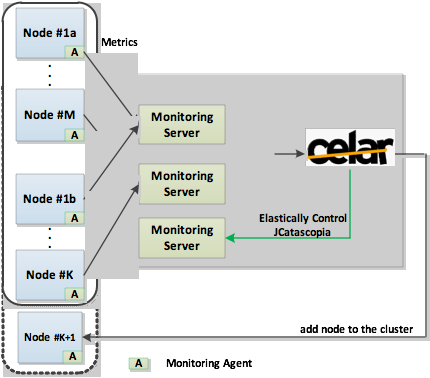 Node #1a
A
Metrics
Node #M
A
Monitoring
Server
celar
Node #1b
A
Monitoring
Server
Elastically Control
JCatascopia
Monitoring
Server
Node #K
A
add node to the cluster
Node #K+1
A
A Monitoring Agent